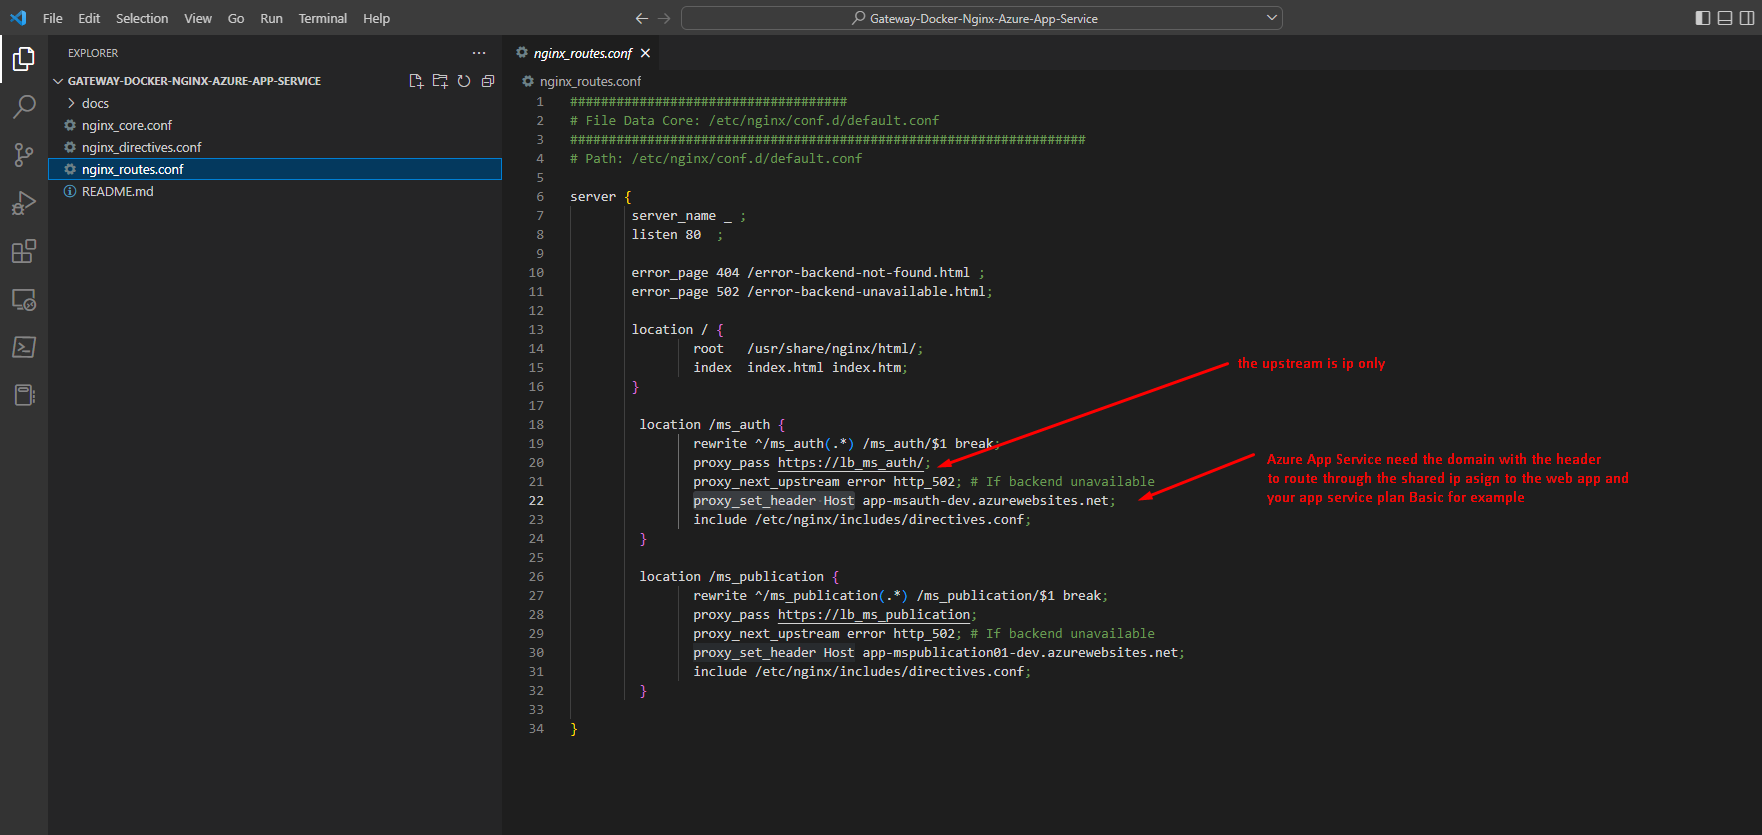 File Edit Selection View Go Run Terminal Help
Gateway-Docker-Nginx-Azure-App-Service
EXPLORER
GATEWAY-DOCKER-NGINX-AZURE-APP-SERVICE
docs
nginx_core.conf
nginx_directives.conf
nginx_routes.conf
README.md
nginx_routes.conf
nginx_routes.conf
1 ####################################
2 # File Data Core: /etc/nginx/conf.d/default.conf
3 ###################################################################
4 # Path: /etc/nginx/conf.d/default.conf
5
6 server {
7 server_name _ ;
8 listen 80  ;
9
10 error_page 404 /error-backend-not-found.html ;
11 error_page 502 /error-backend-unavailable.html;
12
13 location / {
14 root   /usr/share/nginx/html/;
15 index  index.html index.htm;
16 }
17
18 location /ms_auth {
19 rewrite ^/ms_auth(.*) /ms_auth/$1 break;
20 proxy_pass https://lb_ms_auth/;
21 proxy_next_upstream error http_502; # If backend unavailable
22 proxy_set_header Host app-msauth-dev.azurewebsites.net;
23 include /etc/nginx/includes/directives.conf;
24 }
25
26 location /ms_publication {
27 rewrite ^/ms_publication(.*) /ms_publication/$1 break;
28 proxy_pass https://lb_ms_publication;
29 proxy_next_upstream error http_502; # If backend unavailable
30 proxy_set_header Host app-mspublication01-dev.azurewebsites.net;
31 include /etc/nginx/includes/directives.conf;
32 }
33
34 }
the upstream is ip only
Azure App Service need the domain with the header
to route through the shared ip asign to the web app and
your app service plan Basic for example